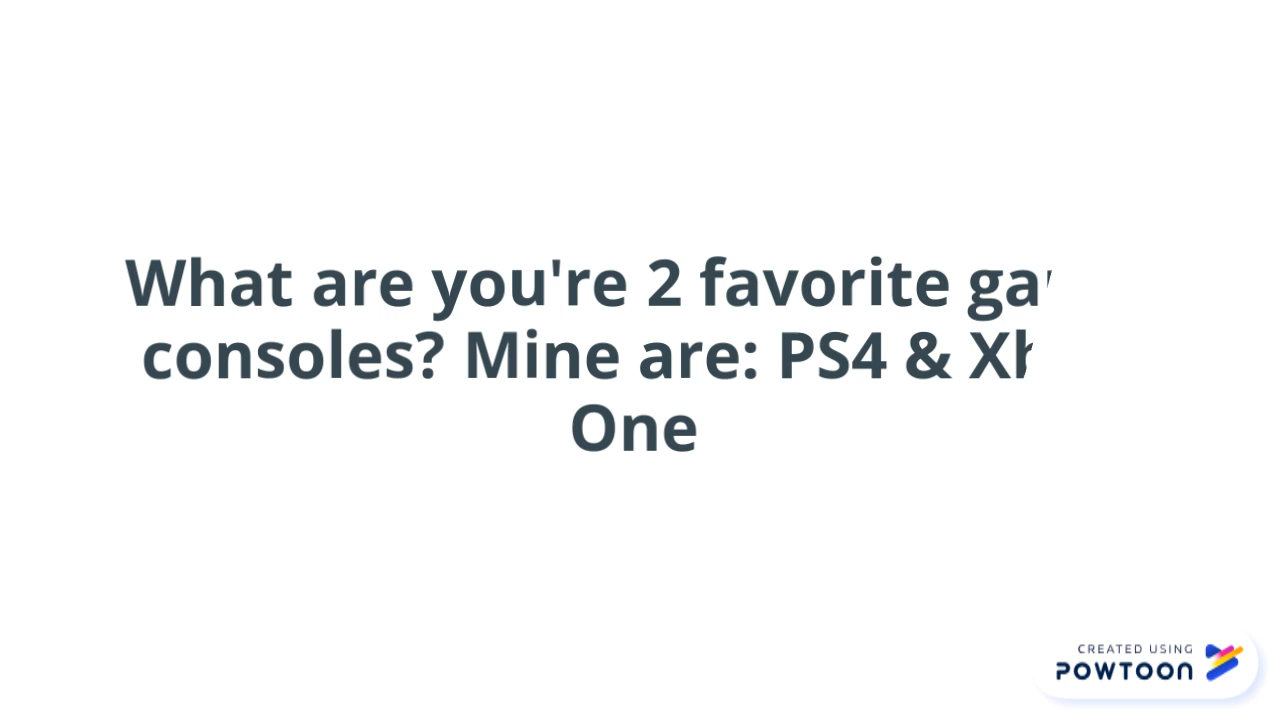 What are you're 2 favorite
consoles? Mine are: PS4 &
One
CREATED USING
POWTOON